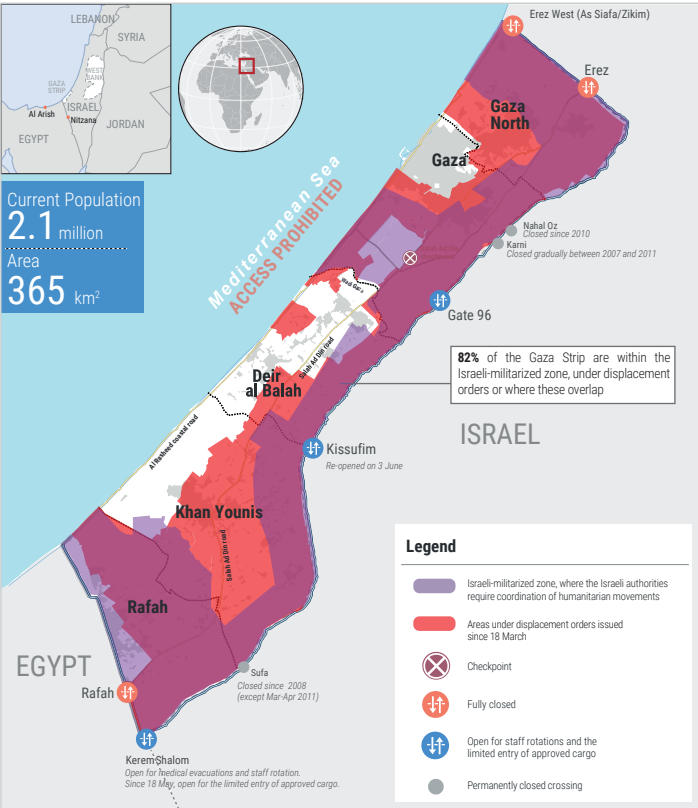 LEBANON
SYRIA
WEST
BANK
GAZA
STRIP
ISRAEL
Al Arish
Nitzana
JORDAN
EGYPT
Erez West (As Siafa/Zikim)
Erez
Gaza
North
Gaza
Current Population
2.1 million
Area
365 km²
Mediterranean Sea
ACCESS PROHIBITED
Nahal Oz
Closed since 2010
Karni
Closed gradually between 2007 and 2011
Gate 96
82% of the Gaza Strip are within the
Israeli-militarized zone, under displacement
orders or where these overlap
Salah Ad Din road
Deir
al Balah
ISRAEL
Al Rasheed coastal road
Kissufim
Re-opened on 3 June
Khan Younis
Salah Ad Din road
Rafah
EGYPT
Rafah
Sufa
Closed since 2008
(except Mar-Apr 2011)
Kerem Shalom
Open for medical evacuations and staff rotation.
Since 18 May, open for the limited entry of approved cargo.
Legend
Israeli-militarized zone, where the Israeli authorities
require coordination of humanitarian movements
Areas under displacement orders issued
since 18 March
Checkpoint
Fully closed
Open for staff rotations and the
limited entry of approved cargo
Permanently closed crossing